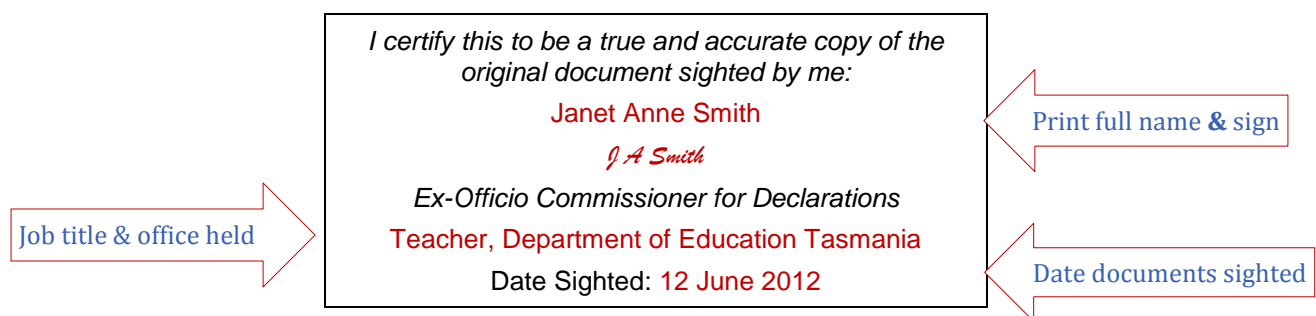 I certify this to be a true and accurate copy of the
original document sighted by me:
Janet Anne Smith
Print full name & sign
J A Smith
Ex-Officio Commissioner for Declarations
Job title & office held
Teacher, Department of Education Tasmania
Date Sighted: 12 June 2012
Date documents sighted